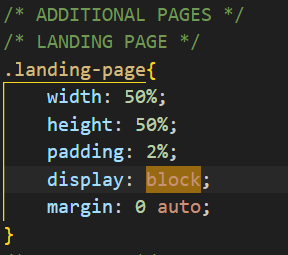 /* ADDITIONAL PAGES */
/* LANDING PAGE */
.landing-page{
    width: 50%;
    height: 50%;
    padding: 2%;
    display: block;
    margin: 0 auto;
}